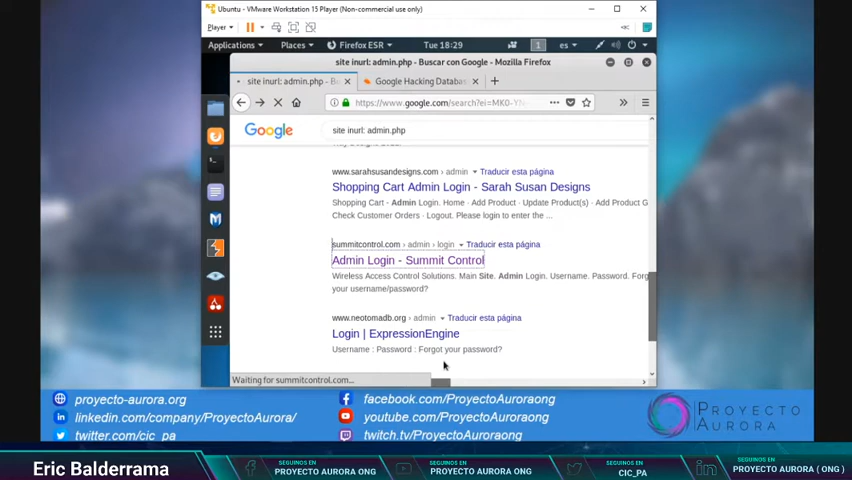 Ubuntu - VMware Workstation 15 Player (Non-commercial use only)
Player
Applications Places Firefox ESR Tue 18:29 1 es
site inurl: admin.php - Buscar con Google - Mozilla Firefox
site inurl: admin.php - B
Google Hacking Databas
https://www.google.com/search?ei=MK0-YN
Google
site inurl: admin.php
www.sarahsusandesigns.com › admin Traducir esta página
Shopping Cart Admin Login - Sarah Susan Designs
Shopping Cart - Admin Login. Home · Add Product · Update Product(s) · Add Product G
Check Customer Orders · Logout. Please login to enter the ...
summitcontrol.com › admin › login Traducir esta página
Admin Login - Summit Control
Wireless Access Control Solutions. Main Site. Admin Login. Username. Password. Forg
your username/password?
www.neotomadb.org › admin Traducir esta página
Login | ExpressionEngine
Username : Password : Forgot your password?
Waiting for summitcontrol.com...
proyecto-aurora.org
facebook.com/ProyectoAuroraong
linkedin.com/company/ProyectoAurora/
youtube.com/ProyectoAuroraong
twitter.com/cic_pa
twitch.tv/ProyectoAuroraong
PROYECTO
AURORA
Eric Balderrama
SEGUINOS EN
PROYECTO AURORA ONG
SEGUINOS EN
PROYECTO AURORA ONG
SEGUINOS EN
CIC_PA
SEGUINOS EN
PROYECTO AURORA ( ONG )